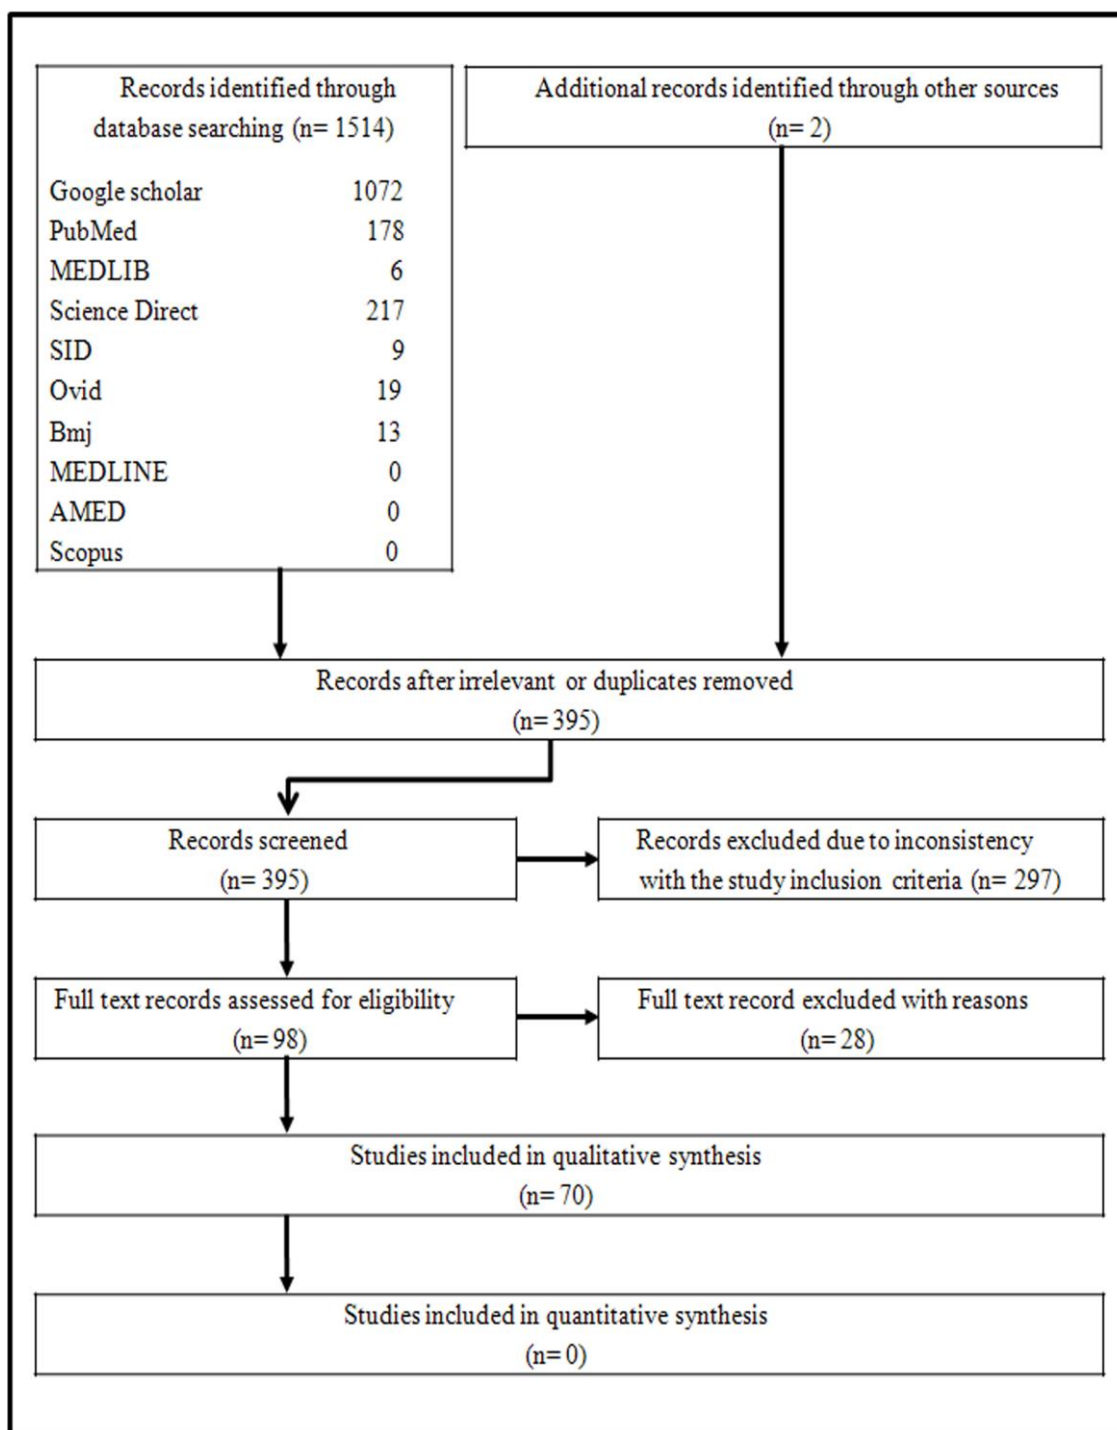 Records identified through
database searching (n= 1514)
Google scholar 1072
PubMed 178
MEDLIB 6
Science Direct 217
SID 9
Ovid 19
Bmj 13
MEDLINE 0
AMED 0
Scopus 0
Additional records identified through other sources
(n= 2)
Records after irrelevant or duplicates removed
(n= 395)
Records screened
(n= 395)
Records excluded due to inconsistency
with the study inclusion criteria (n= 297)
Full text records assessed for eligibility
(n= 98)
Full text record excluded with reasons
(n= 28)
Studies included in qualitative synthesis
(n= 70)
Studies included in quantitative synthesis
(n= 0)